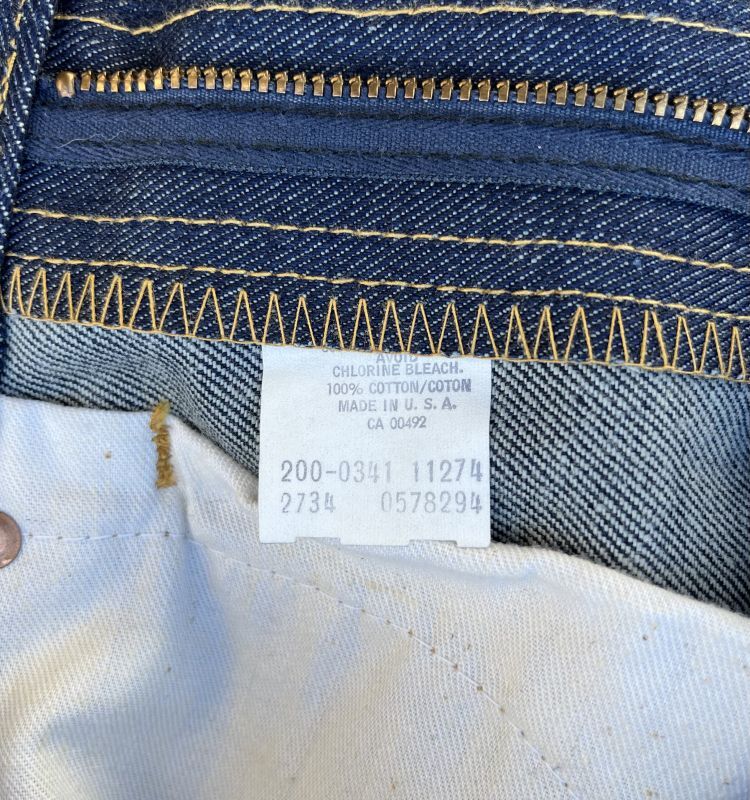 AVOID
CHLORINE BLEACH.
100% COTTON/COTON
MADE IN U. S. A.
CA 00492
200-0341 11274
2734 0578294